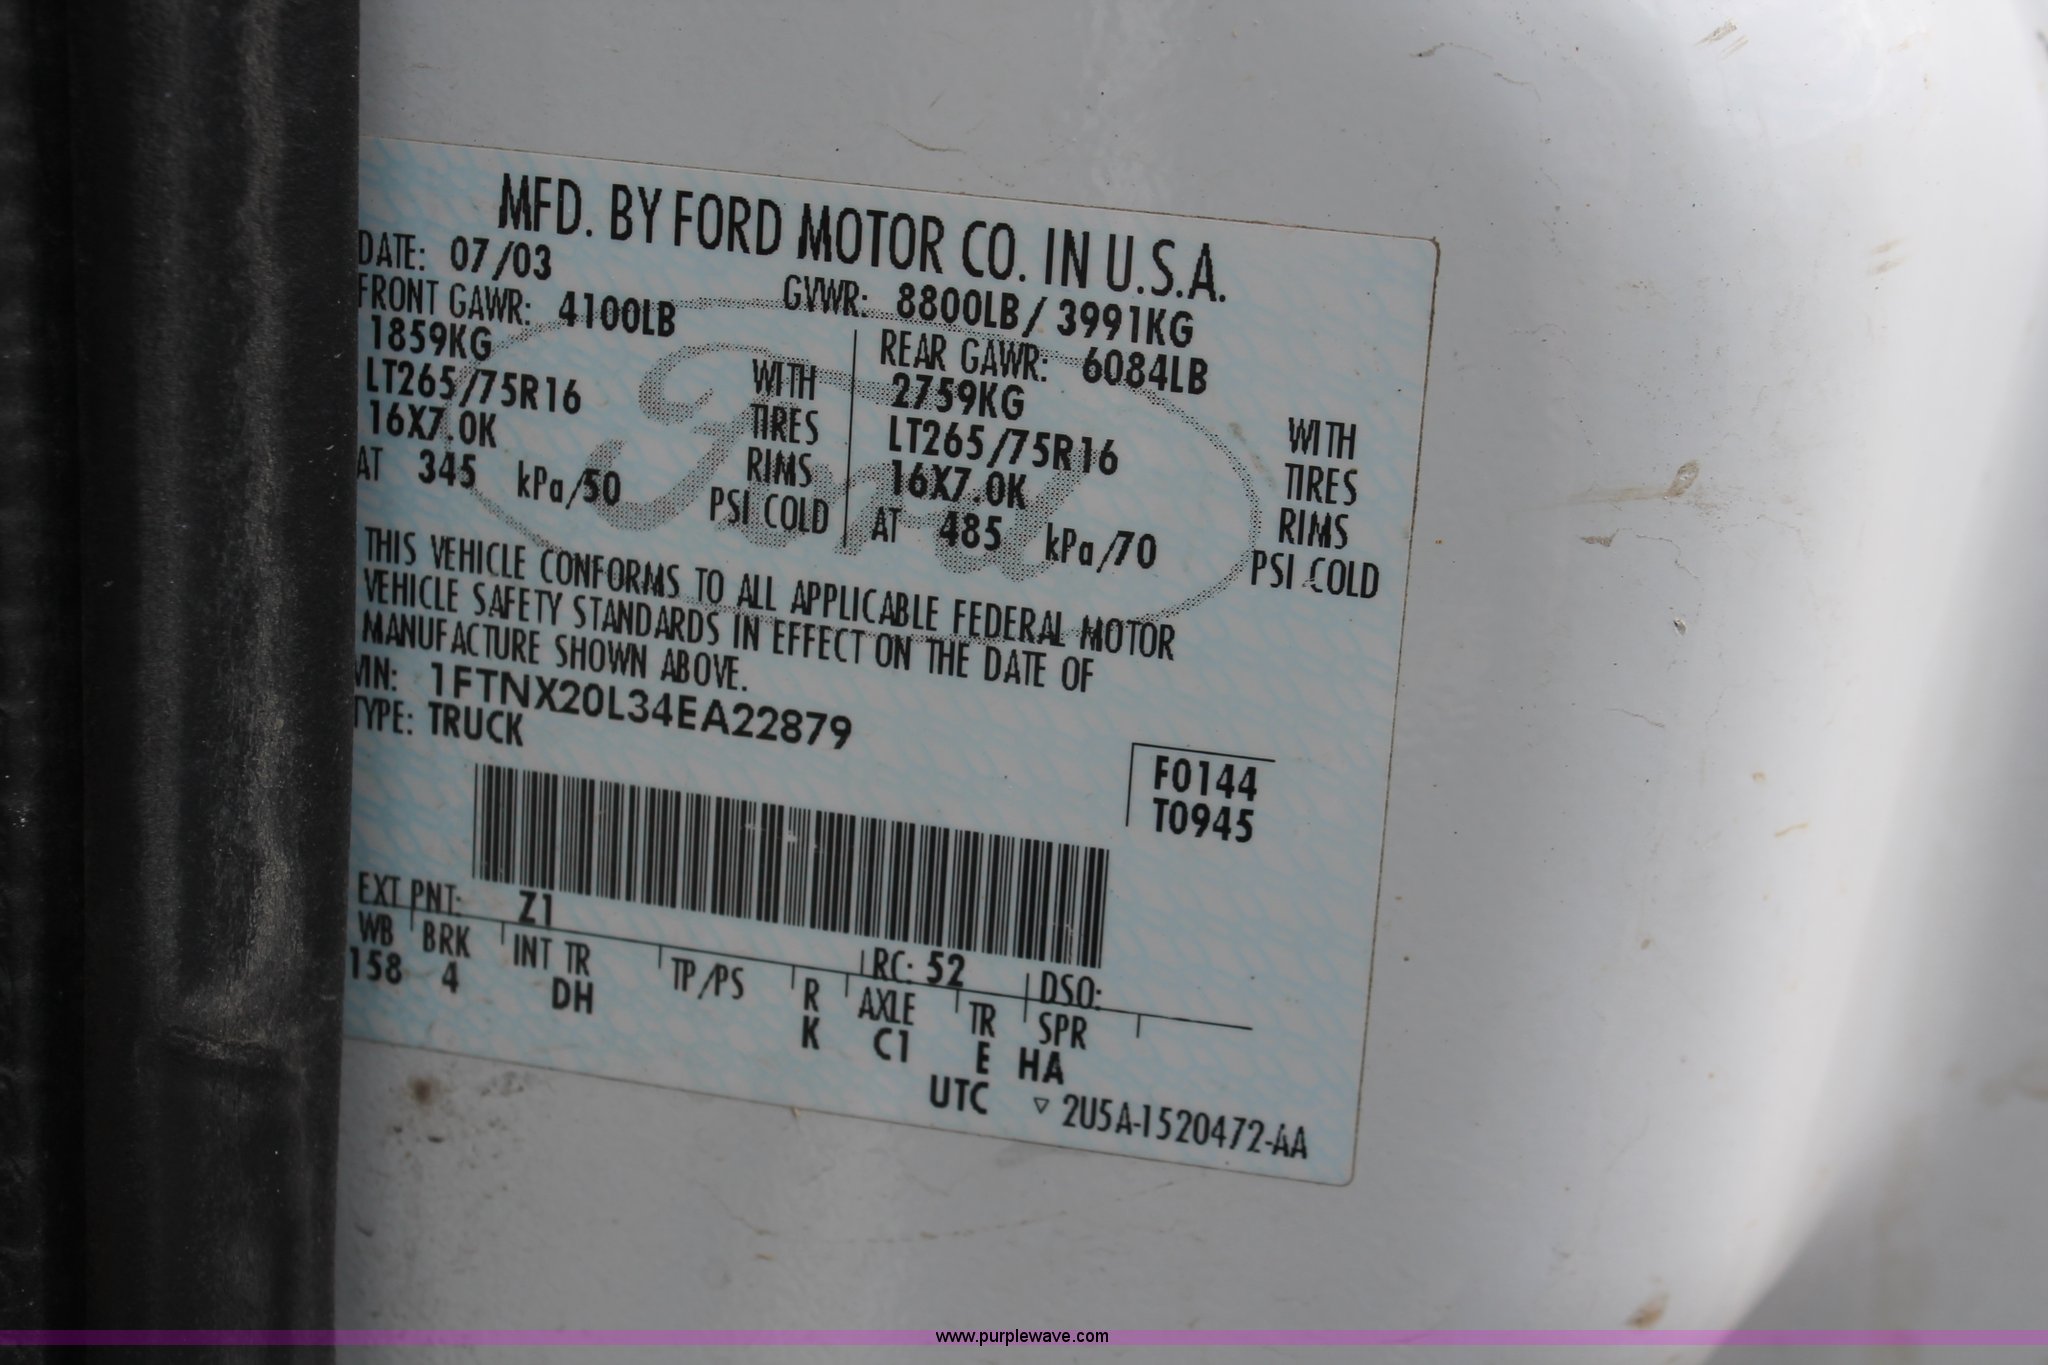 MFD. BY FORD MOTOR CO. IN U.S.A.
DATE: 07/03 GVWR: 8800LB/ 3991KG
FRONT GAWR: 4100LB REAR GAWR: 6084LB
1859KG WITH 2759KG WITH
LT265/75R16 TIRES LT265/75R16 TIRES
16X7.0K RIMS 16X7.0K RIMS
AT 345 kPa/50 PSI COLD AT 485 kPa/70 PSI COLD
Ford
THIS VEHICLE CONFORMS TO ALL APPLICABLE FEDERAL MOTOR
VEHICLE SAFETY STANDARDS IN EFFECT ON THE DATE OF
MANUFACTURE SHOWN ABOVE.
VIN: 1FTNX20L34EA22879
TYPE: TRUCK
F0144
T0945
EXT PNT: Z1 RC: 52 DSO:
WB BRK INT TR TP/PS R AXLE TR SPR
158 4 DH K C1 E HA
UTC ▽ 2U5A-1520472-AA
www.purplewave.com